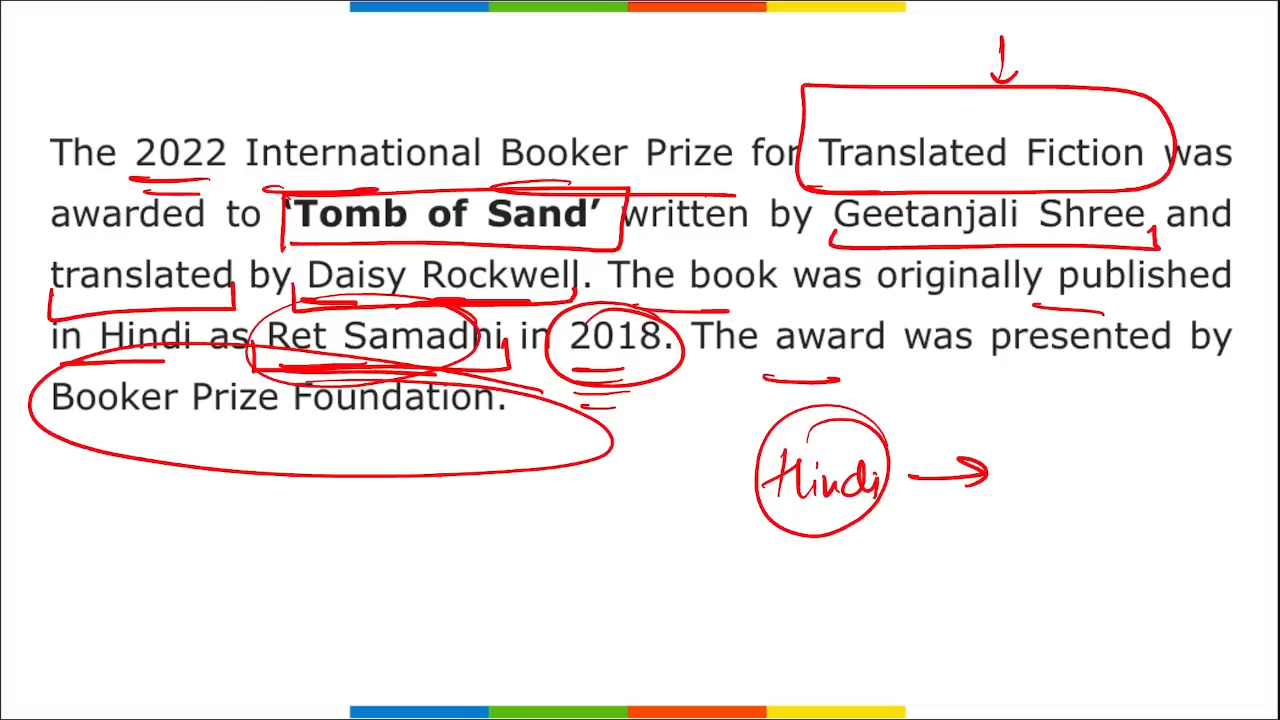 The 2022 International Booker Prize for Translated Fiction was
awarded to ‘Tomb of Sand’ written by Geetanjali Shree and
translated by Daisy Rockwell. The book was originally published
in Hindi as Ret Samadhi in 2018. The award was presented by
Booker Prize Foundation.
Hindi →